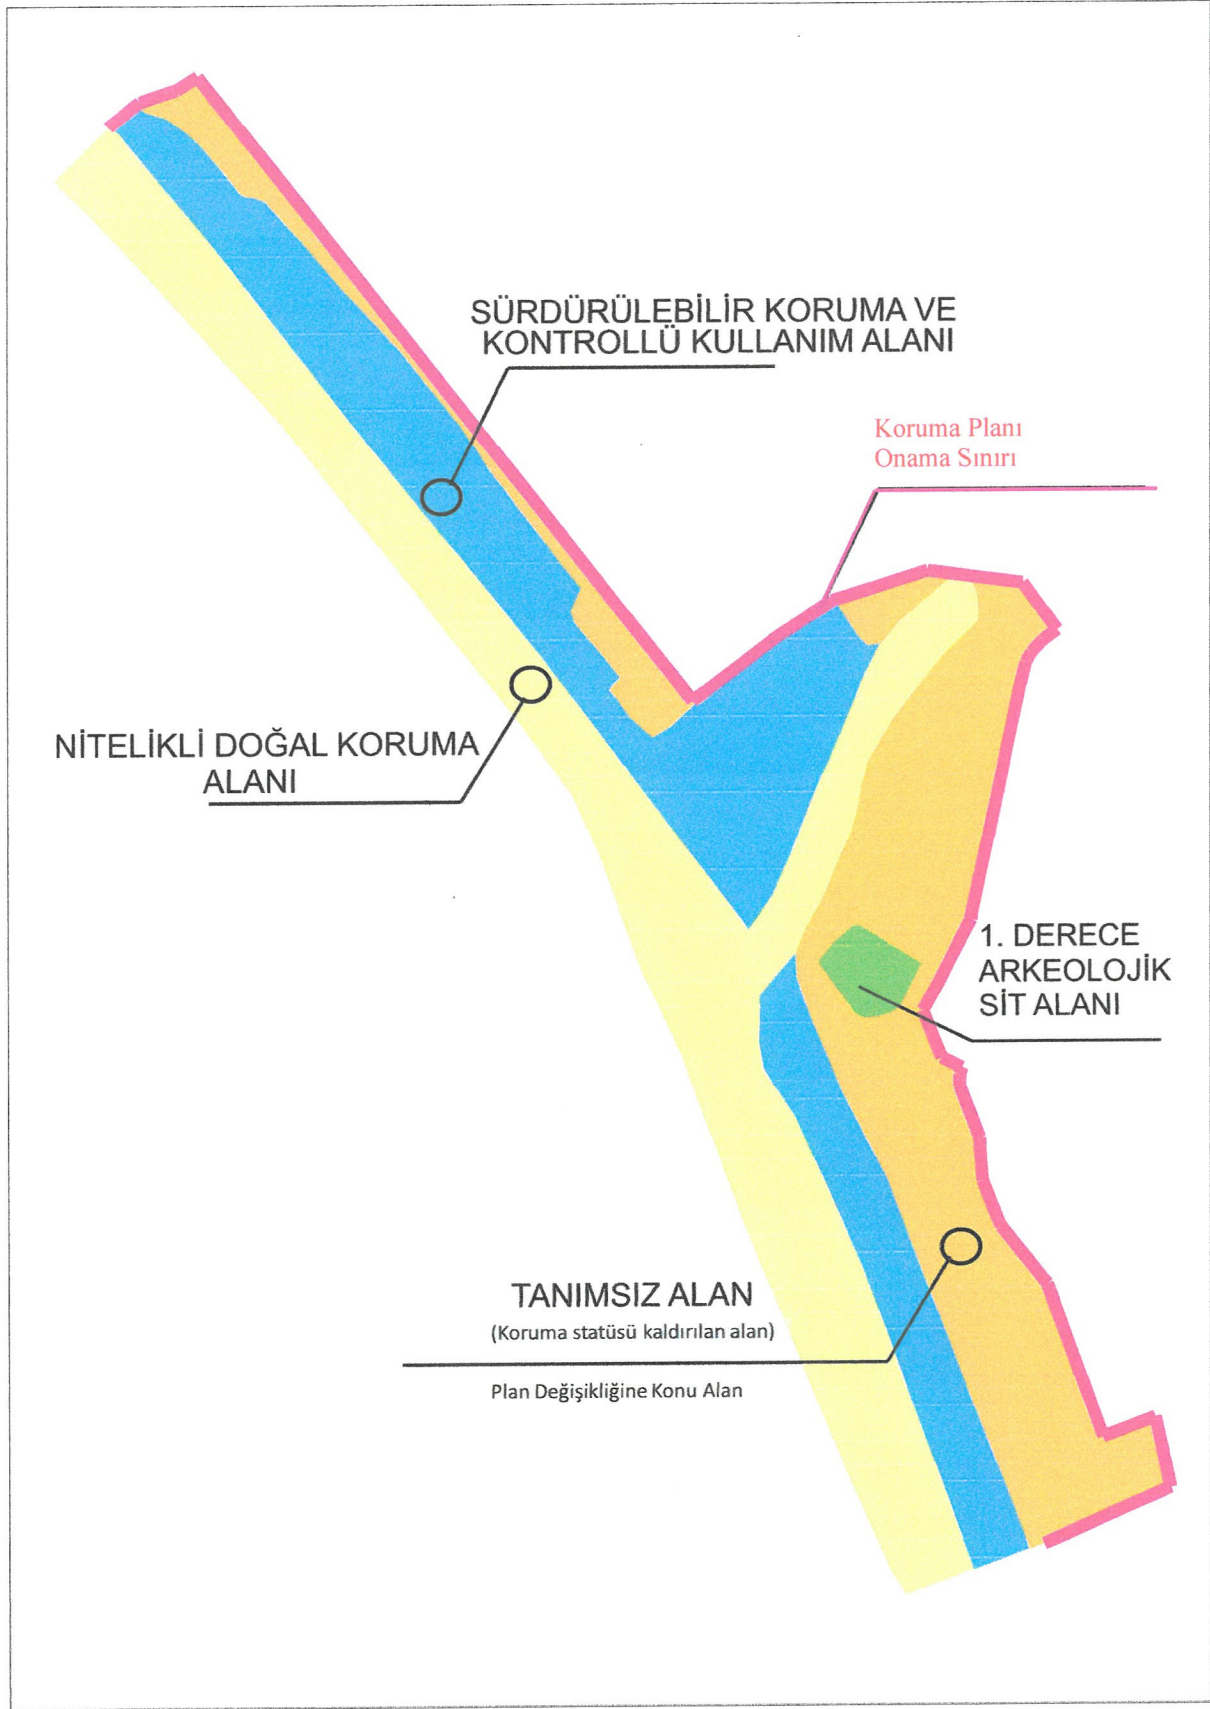 SÜRDÜRÜLEBİLİR KORUMA VE
KONTROLLÜ KULLANIM ALANI
Koruma Planı
Onama Sınırı
NİTELİKLİ DOĞAL KORUMA
ALANI
1. DERECE
ARKEOLOJİK
SİT ALANI
TANIMSIZ ALAN
(Koruma statüsü kaldırılan alan)
Plan Değişikliğine Konu Alan